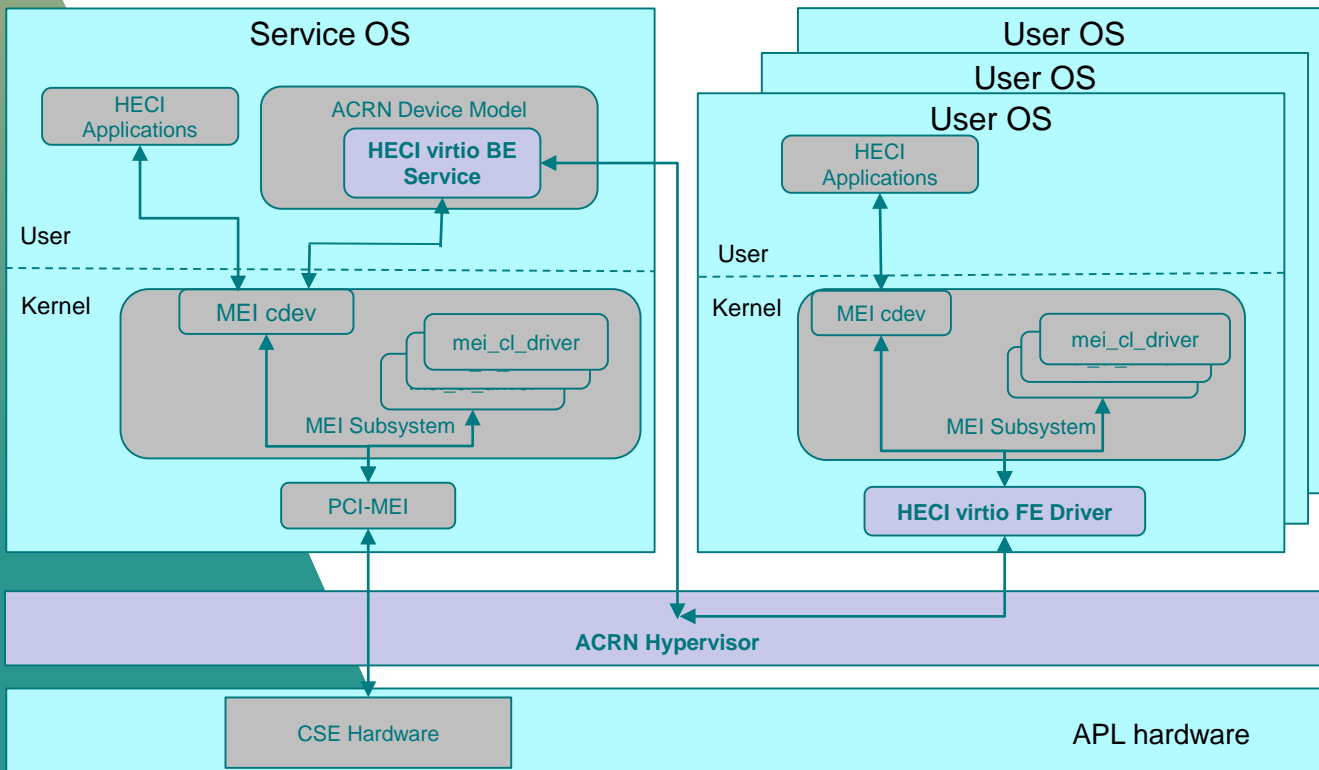 Service OS
HECI
Applications
ACRN Device Model
HECI virtio BE
Service
User
Kernel
MEI cdev
mei_cl_driver
MEI Subsystem
PCI-MEI
User OS
User OS
User OS
HECI
Applications
User
Kernel
MEI cdev
mei_cl_driver
MEI Subsystem
HECI virtio FE Driver
ACRN Hypervisor
CSE Hardware
APL hardware